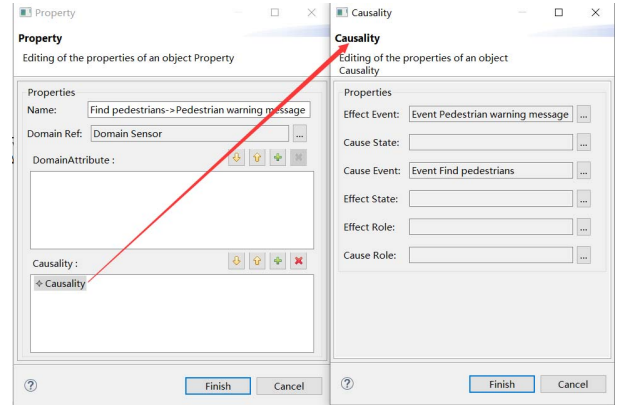 Property
Property
Editing of the properties of an object Property
Properties
Name: Find pedestrians->Pedestrian warning message
Domain Ref: Domain Sensor ...
DomainAttribute :
Causality :
Causality
? Finish Cancel
Causality
Causality
Editing of the properties of an object
Causality
Properties
Effect Event: Event Pedestrian warning message ...
Cause State: ...
Cause Event: Event Find pedestrians ...
Effect State: ...
Effect Role: ...
Cause Role: ...
? Finish Cancel